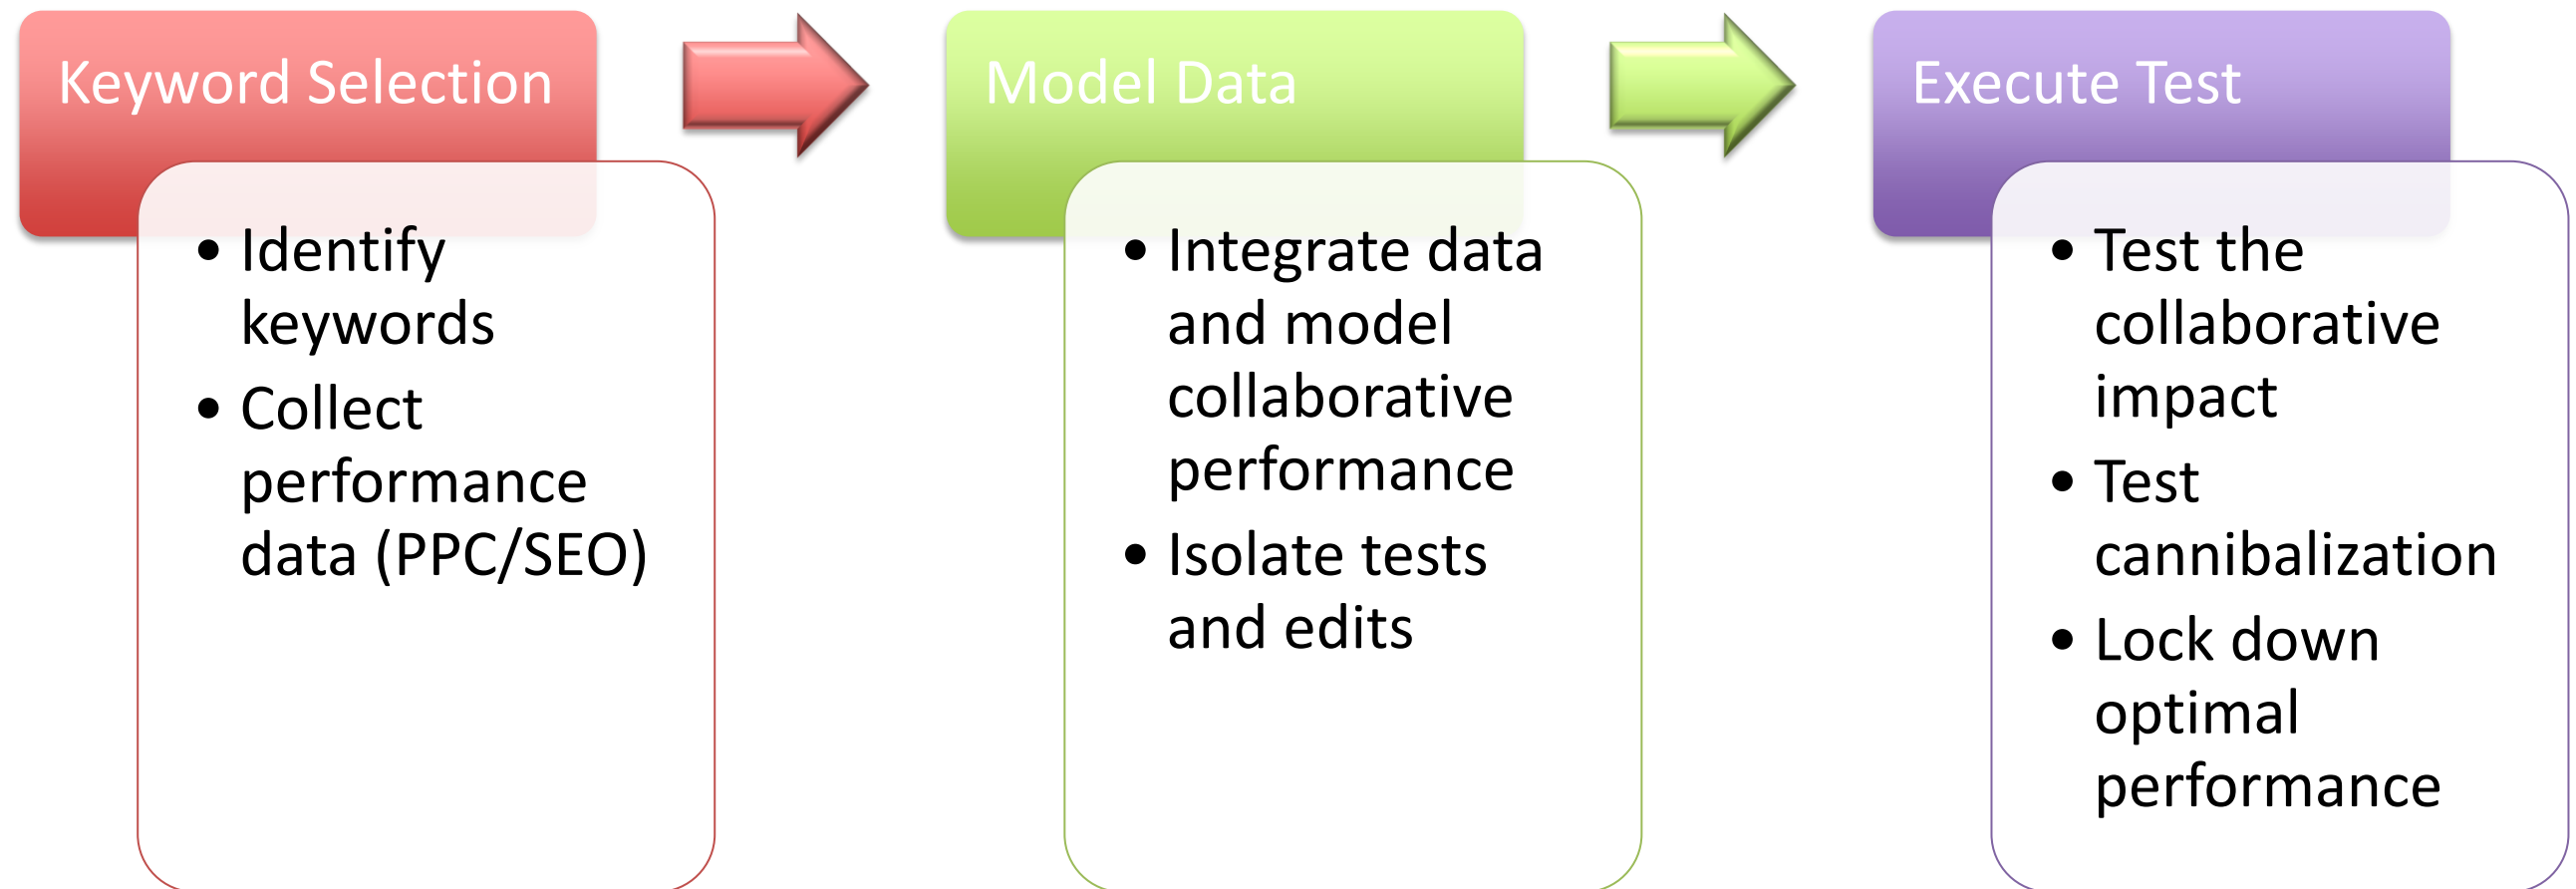 Keyword Selection
• Identify
keywords
• Collect
performance
data (PPC/SEO)
Model Data
• Integrate data
and model
collaborative
performance
• Isolate tests
and edits
Execute Test
• Test the
collaborative
impact
• Test
cannibalization
• Lock down
optimal
performance